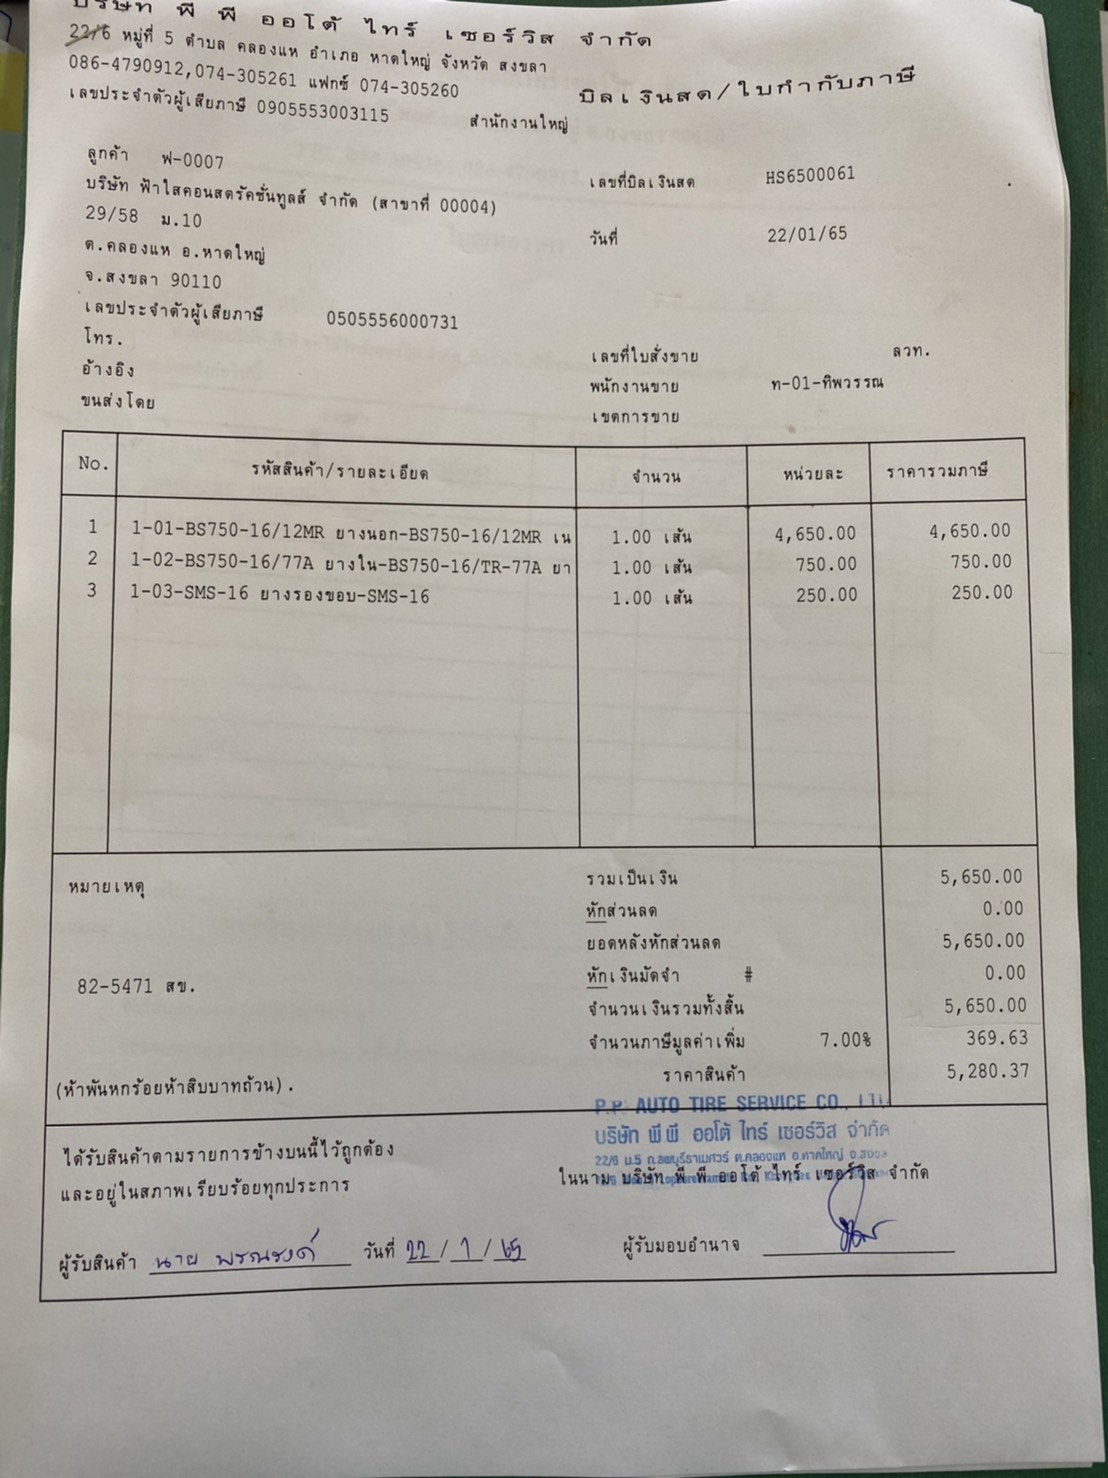 บริษัท พี พี ออโต้ ไทร์ เซอร์วิส จำกัด
22/6 หมู่ที่ 5 ตำบล คลองแห อำเภอ หาดใหญ่ จังหวัด สงขลา
086-4790912,074-305261 แฟกซ์ 074-305260
บิลเงินสด/ใบกำกับภาษี
เลขประจำตัวผู้เสียภาษี 0905553003115 สำนักงานใหญ่
ลูกค้า ฟ-0007
เลขที่บิลเงินสด HS6500061
บริษัท ฟ้าใสคอนสตรัคชั่นทูลส์ จำกัด (สาขาที่ 00004)
29/58 ม.10
วันที่ 22/01/65
ต.คลองแห อ.หาดใหญ่
จ.สงขลา 90110
เลขประจำตัวผู้เสียภาษี 0505556000731
โทร.
เลขที่ใบสั่งขาย ลวท.
อ้างอิง
พนักงานขาย ท-01-ทิพวรรณ
ขนส่งโดย
เขตการขาย
No. รหัสสินค้า/รายละเอียด จำนวน หน่วยละ ราคารวมภาษี
1 1-01-BS750-16/12MR ยางนอก-BS750-16/12MR เน 1.00 เส้น 4,650.00 4,650.00
2 1-02-BS750-16/77A ยางใน-BS750-16/TR-77A ยา 1.00 เส้น 750.00 750.00
3 1-03-SMS-16 ยางรองขอบ-SMS-16 1.00 เส้น 250.00 250.00
หมายเหตุ
รวมเป็นเงิน 5,650.00
หักส่วนลด 0.00
ยอดหลังหักส่วนลด 5,650.00
หักเงินมัดจำ # 0.00
82-5471 สข.
จำนวนเงินรวมทั้งสิ้น 5,650.00
จำนวนภาษีมูลค่าเพิ่ม 7.00% 369.63
ราคาสินค้า 5,280.37
(ห้าพันหกร้อยห้าสิบบาทถ้วน).
P.P. AUTO TIRE SERVICE CO., LTD.
บริษัท พี พี ออโต้ ไทร์ เซอร์วิส จำกัด
22/6 ม.5 ถ.ลพบุรีราเมศวร์ ต.คลองแห อ.หาดใหญ่ จ.สงขลา
ได้รับสินค้าตามรายการข้างบนนี้ไว้ถูกต้อง
และอยู่ในสภาพเรียบร้อยทุกประการ
ในนาม บริษัท พี พี ออโต้ ไทร์ เซอร์วิส จำกัด
ผู้รับสินค้า นาย พรณรงค์ วันที่ 22 / 1 / 65
ผู้รับมอบอำนาจ